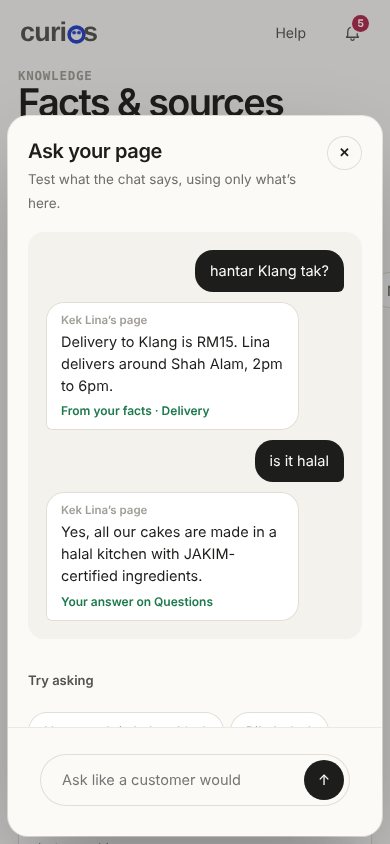 curios
Help
5
KNOWLEDGE
Facts & sources
Ask your page
Test what the chat says, using only what's
here.
hantar Klang tak?
Kek Lina's page
Delivery to Klang is RM15. Lina
delivers around Shah Alam, 2pm
to 6pm.
From your facts · Delivery
is it halal
Kek Lina's page
Yes, all our cakes are made in a
halal kitchen with JAKIM-
certified ingredients.
Your answer on Questions
Try asking
Ask like a customer would